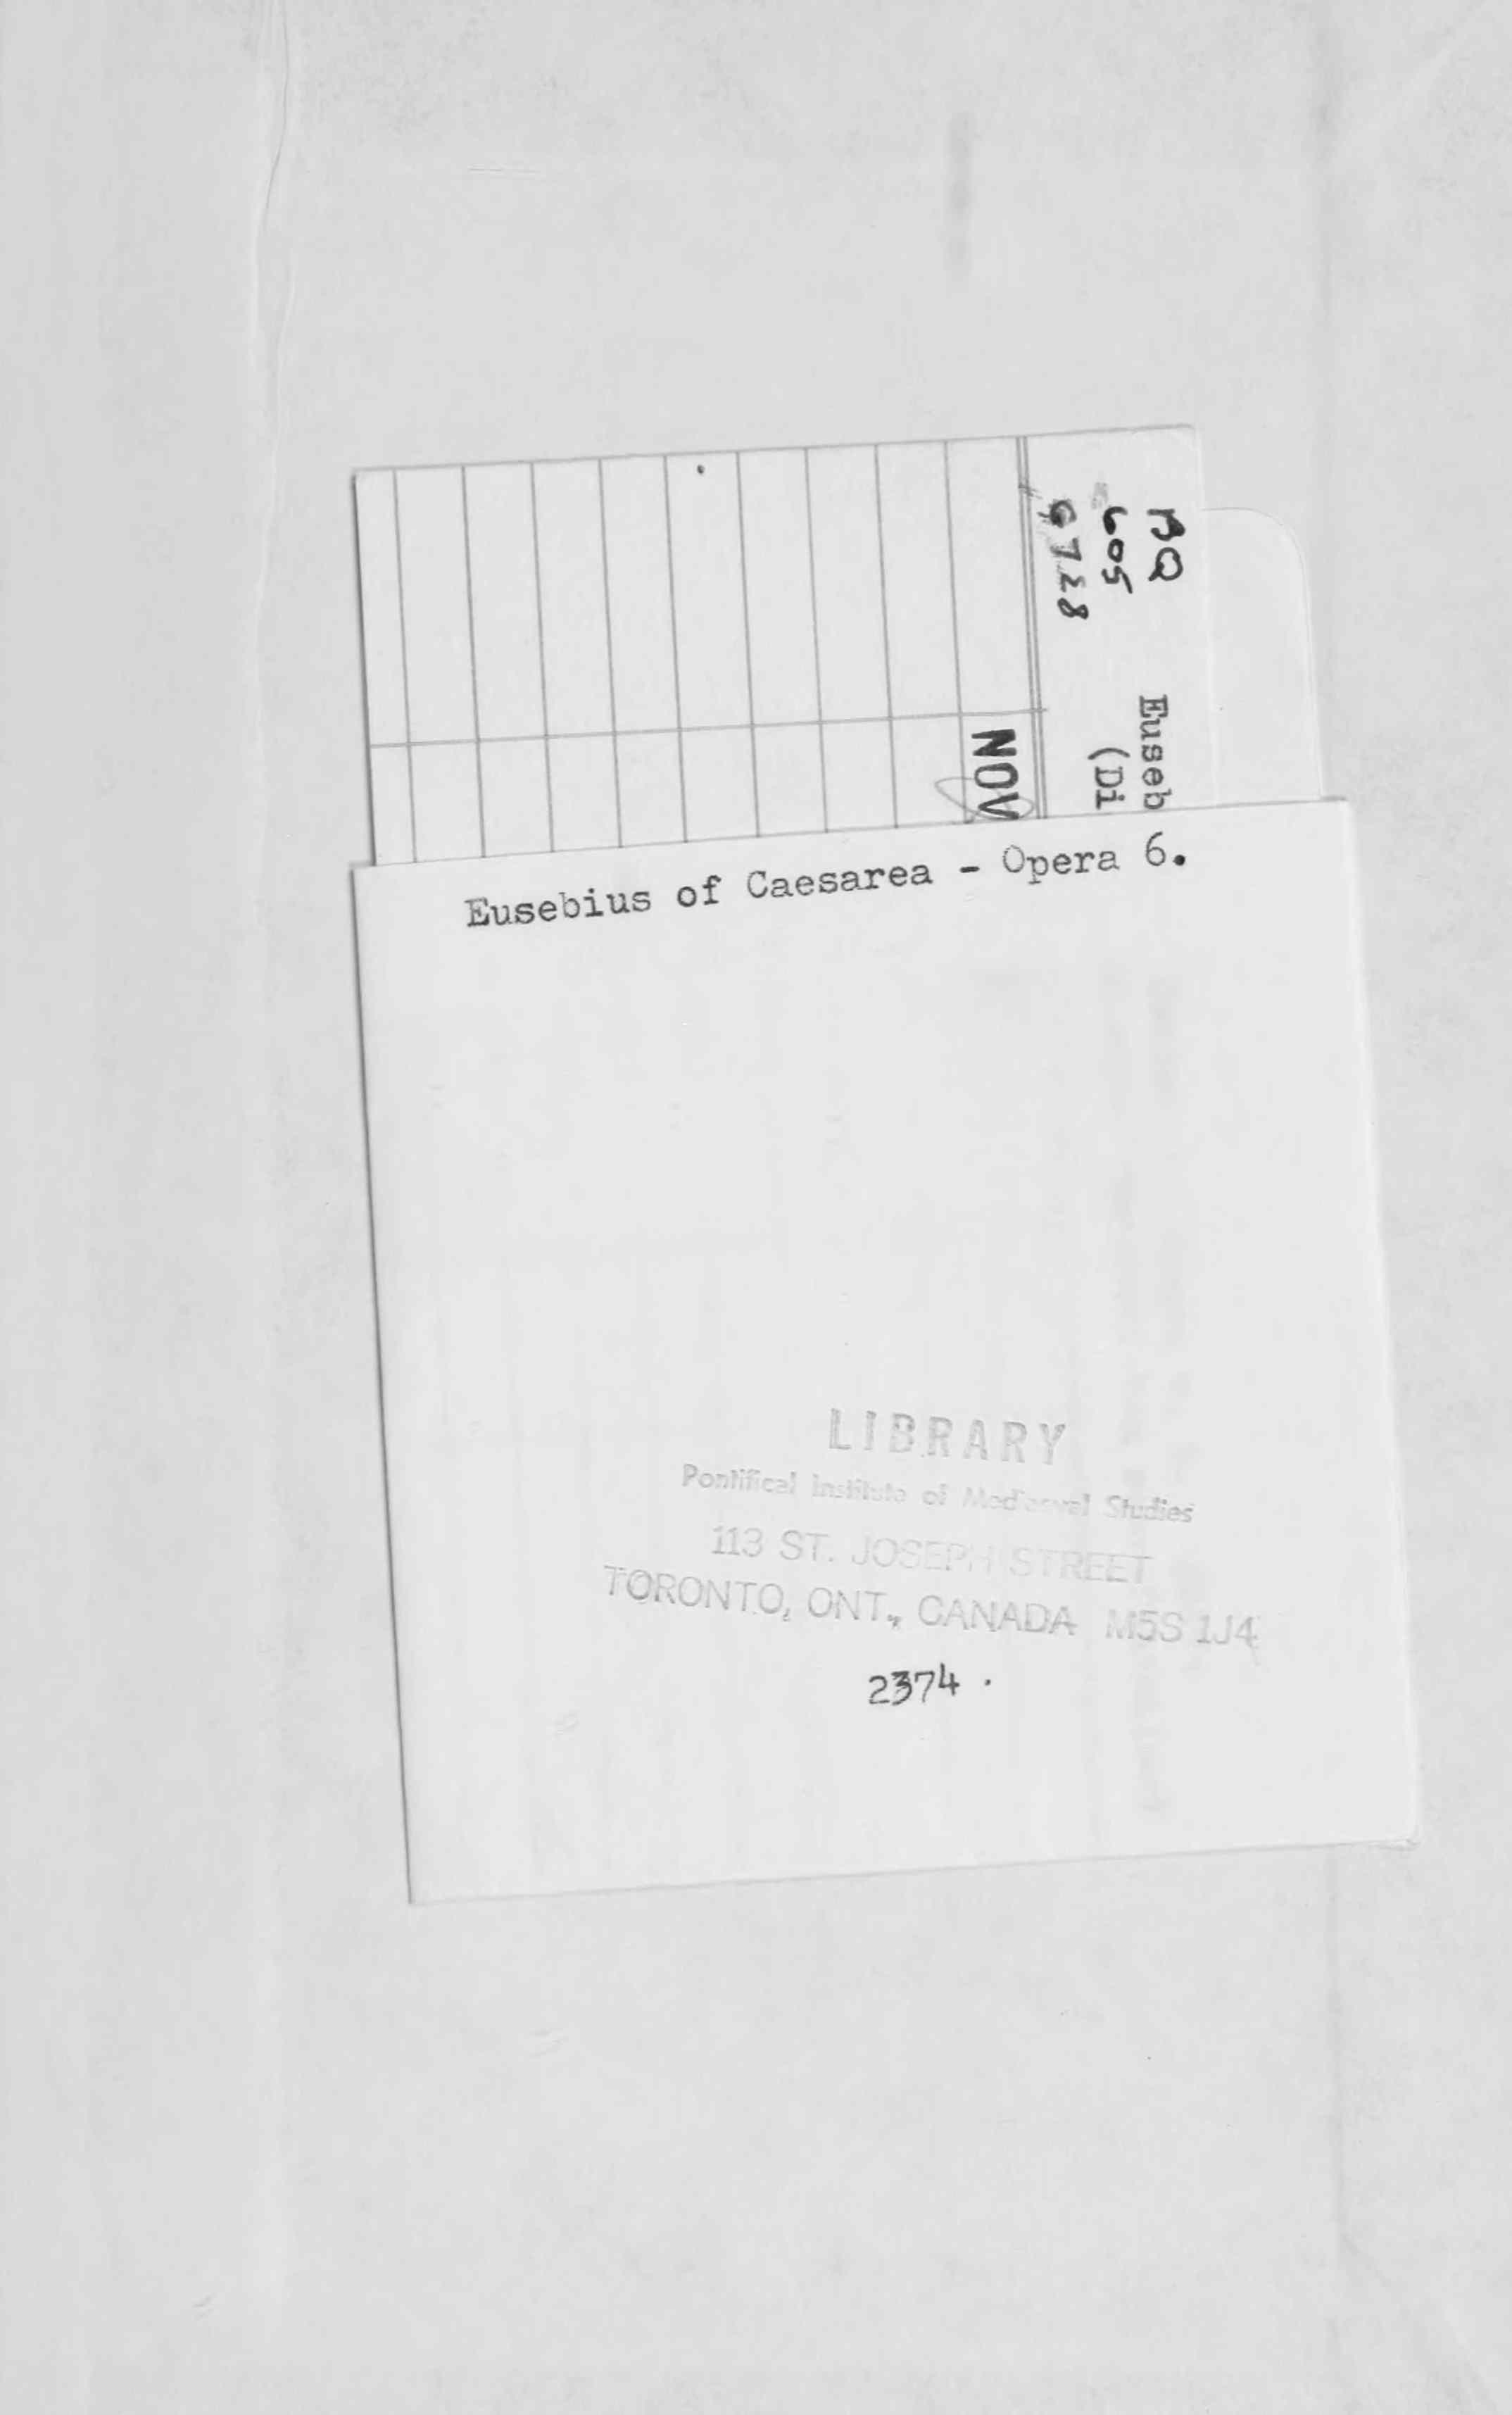 BQ
605
G7E8
Euseb
(Di
NOV
Eusebius of Caesarea - Opera 6.
LIBRARY
Pontifical Institute of Mediaeval Studies
113 ST. JOSEPH STREET
TORONTO, ONT., CANADA M5S 1J4
2374 .